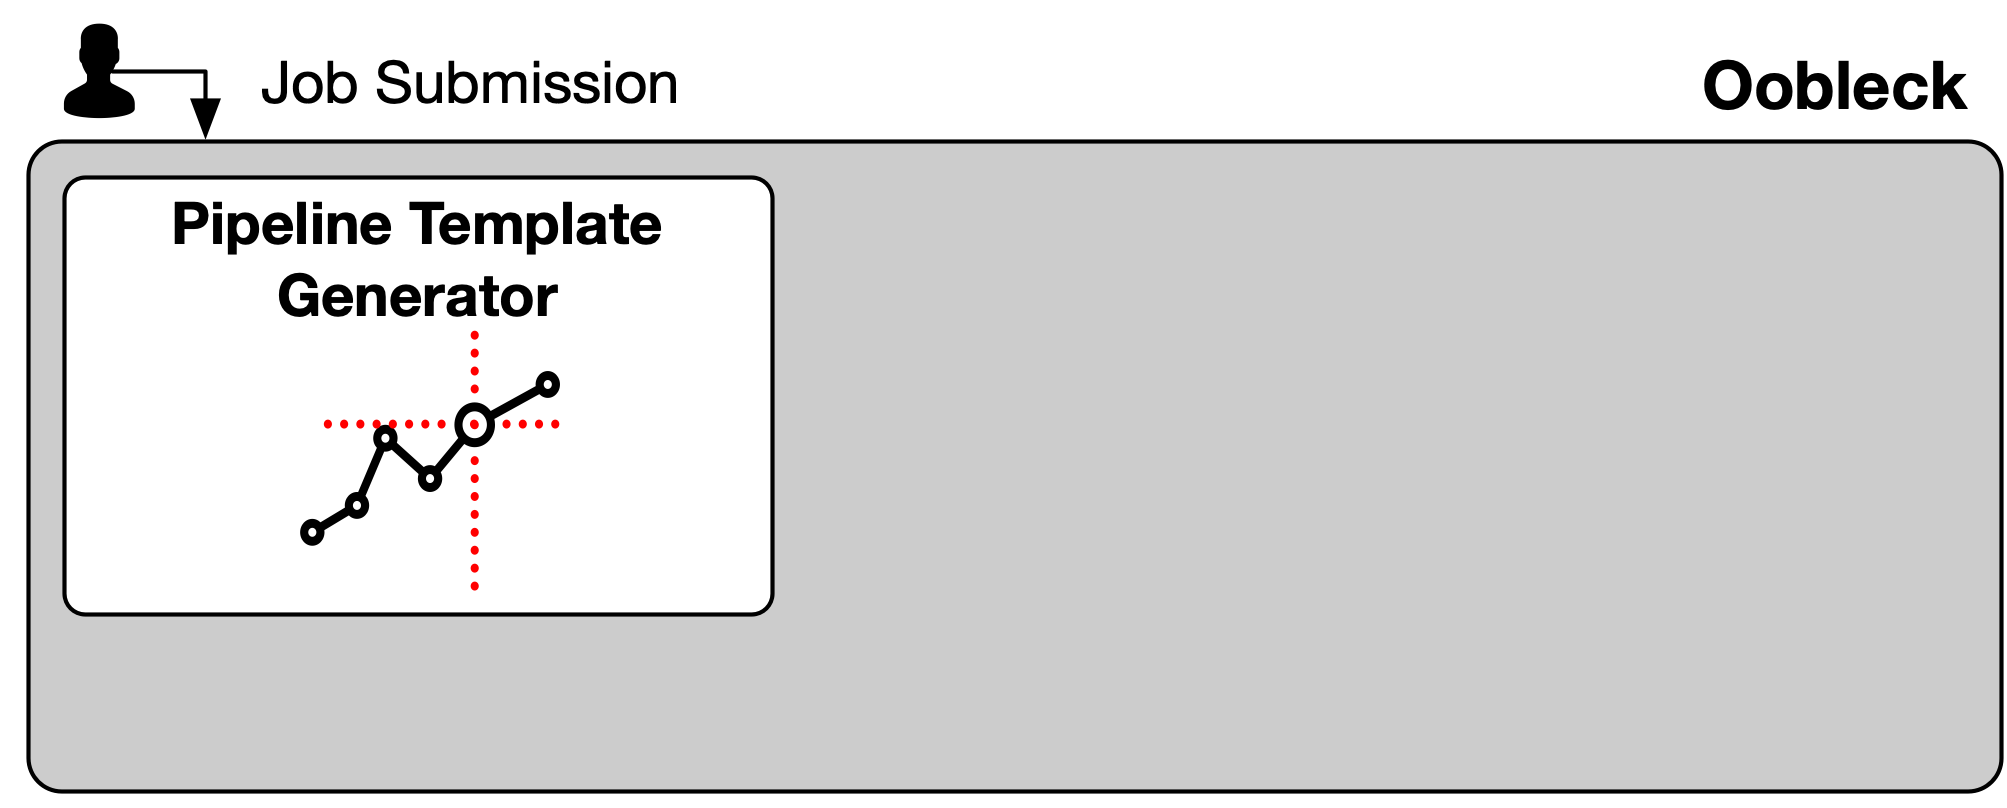 Job Submission
Oobleck
Pipeline Template
Generator